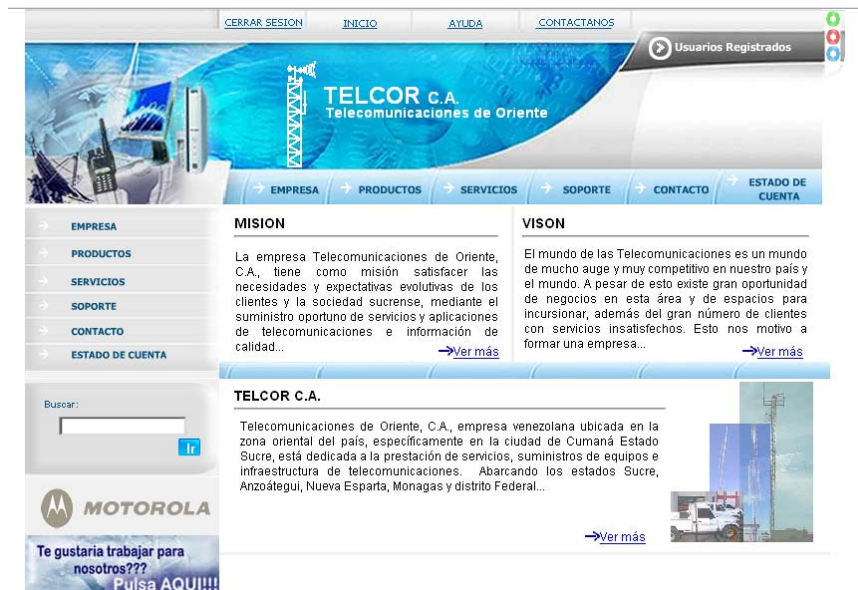 CERRAR SESION
INICIO
AYUDA
CONTACTANOS
Usuarios Registrados
TELCOR C.A.
Telecomunicaciones de Oriente
EMPRESA
PRODUCTOS
SERVICIOS
SOPORTE
CONTACTO
ESTADO DE
CUENTA
EMPRESA
PRODUCTOS
SERVICIOS
SOPORTE
CONTACTO
ESTADO DE CUENTA
MISION
La empresa Telecomunicaciones de Oriente,
C.A., tiene como misión satisfacer las
necesidades y expectativas evolutivas de los
clientes y la sociedad sucrense, mediante el
suministro oportuno de servicios y aplicaciones
de telecomunicaciones e información de
calidad...
Ver más
VISON
El mundo de las Telecomunicaciones es un mundo
de mucho auge y muy competitivo en nuestro país y
el mundo. A pesar de esto existe gran oportunidad
de negocios en esta área y de espacios para
incursionar, además del gran número de clientes
con servicios insatisfechos. Esto nos motivo a
formar una empresa...
Ver más
Buscar:
Ir
MOTOROLA
Te gustaria trabajar para
nosotros???
Pulsa AQUI!!!
TELCOR C.A.
Telecomunicaciones de Oriente, C.A., empresa venezolana ubicada en la
zona oriental del país, específicamente en la ciudad de Cumaná Estado
Sucre, está dedicada a la prestación de servicios, suministros de equipos e
infraestructura de telecomunicaciones. Abarcando los estados Sucre,
Anzoátegui, Nueva Esparta, Monagas y distrito Federal...
Ver más